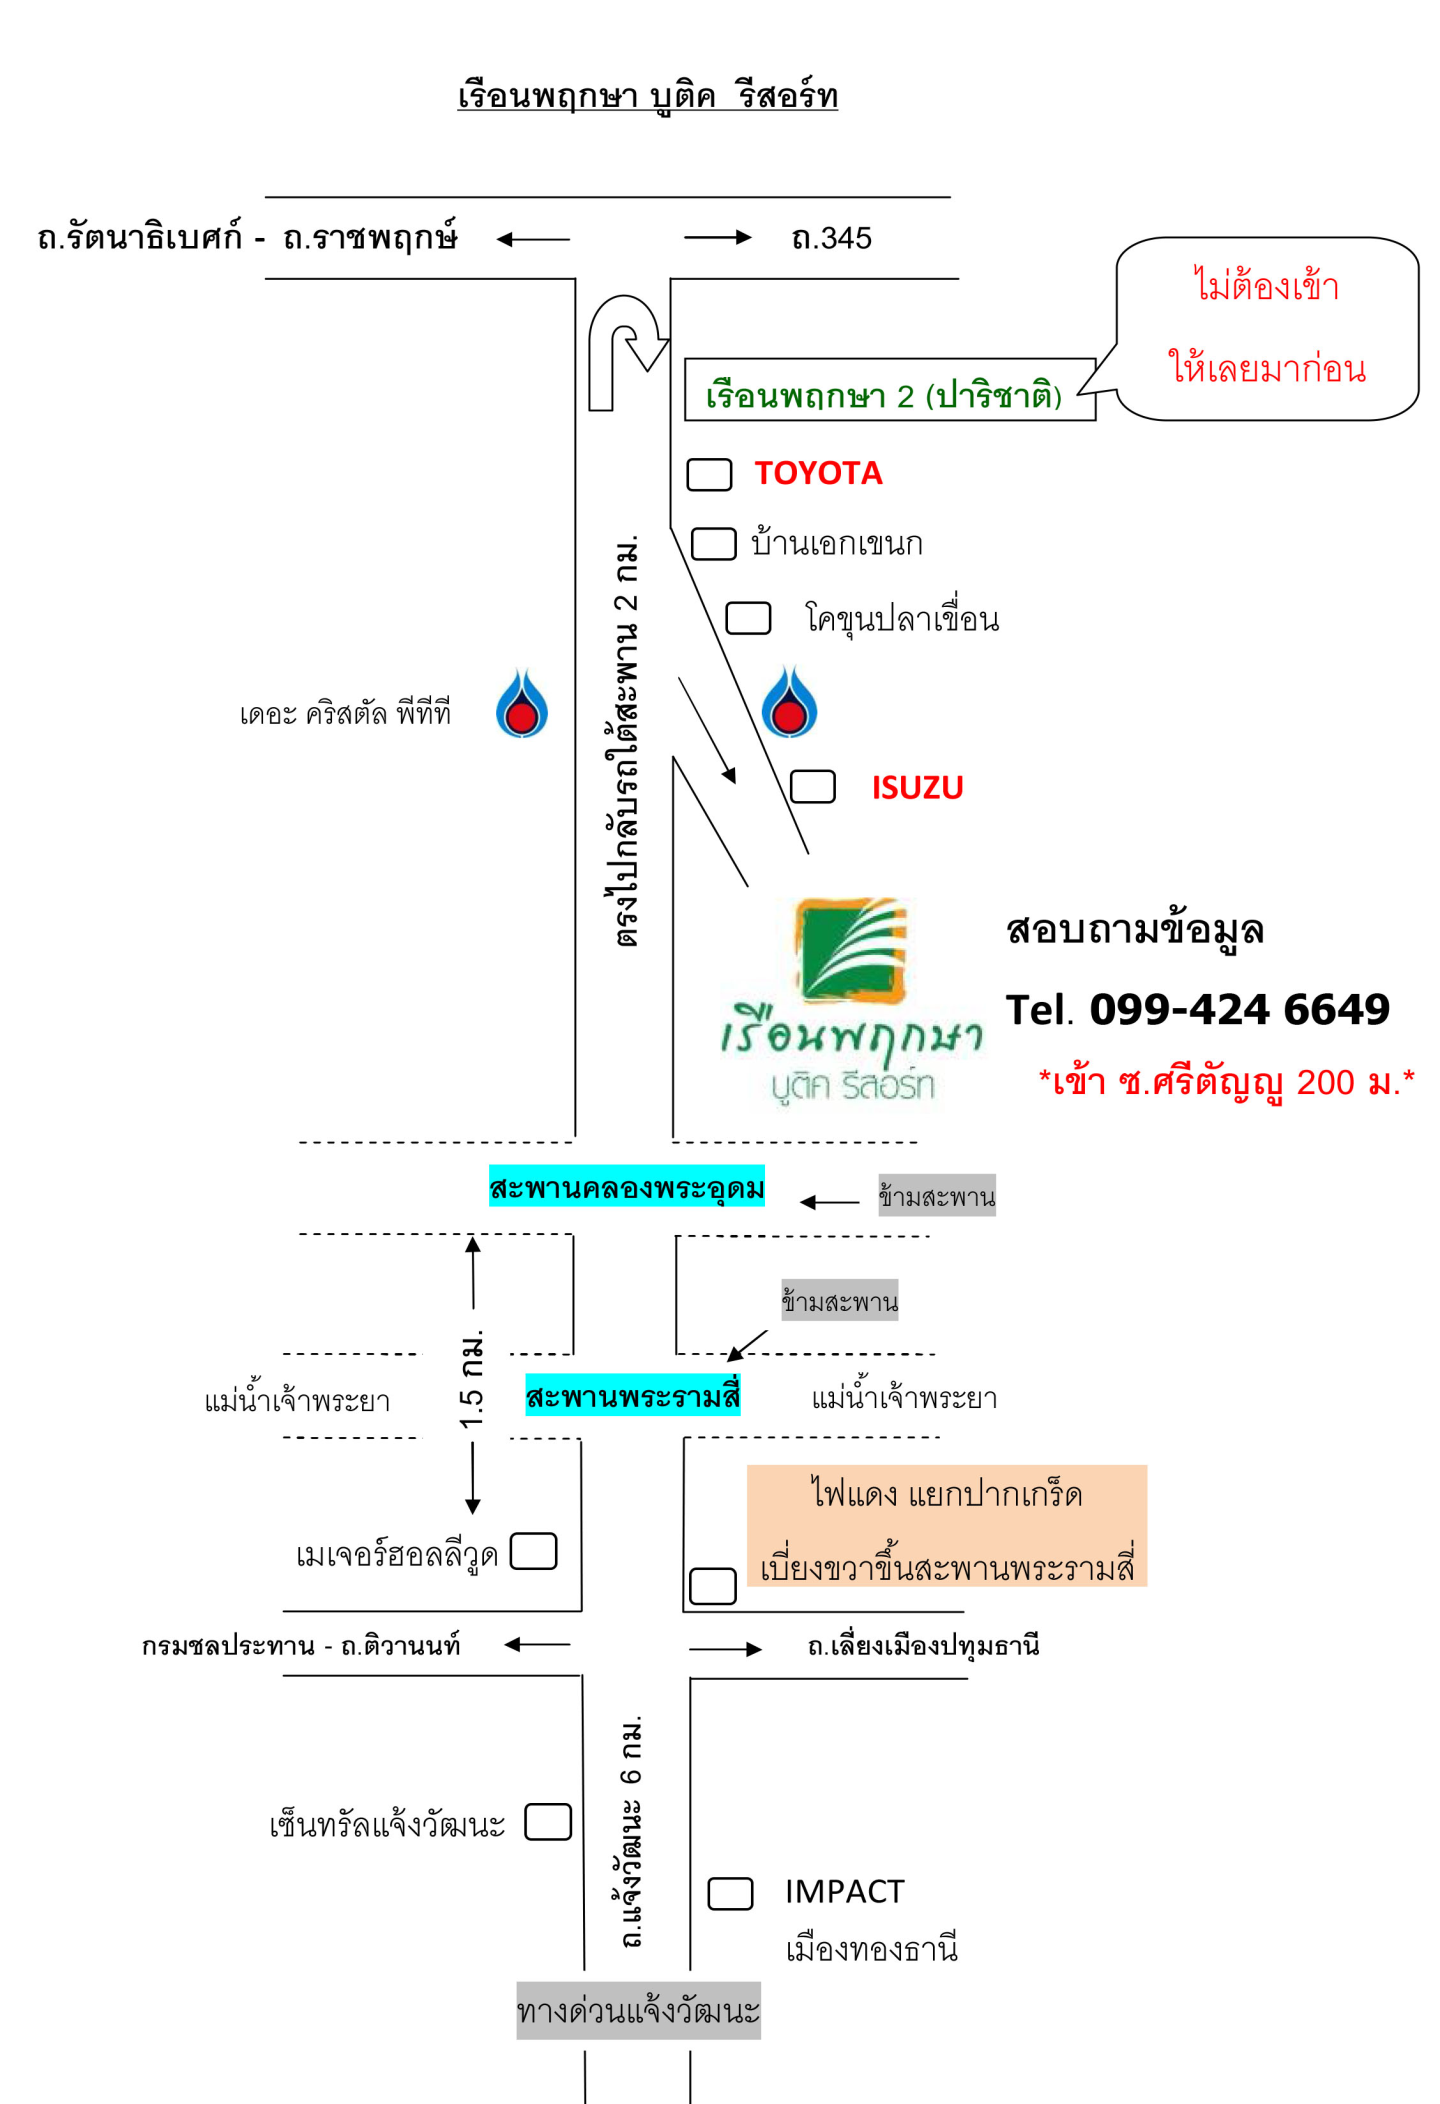 เรือนพฤกษา บูติค  รีสอร์ท
ถ.รัตนาธิเบศก์ - ถ.ราชพฤกษ์
ถ.345
ไม่ต้องเข้า
ให้เลยมาก่อน
เรือนพฤกษา 2 (ปาริชาติ)
TOYOTA
บ้านเอกเขนก
โคขุนปลาเขื่อน
ตรงไปกลับรถใต้สะพาน 2 กม.
เดอะ คริสตัล พีทีที
ISUZU
เรือนพฤกษา
บูติค รีสอร์ท
สอบถามข้อมูล
Tel. 099-424 6649
*เข้า ซ.ศรีตัญญู 200 ม.*
สะพานคลองพระอุดม
ข้ามสะพาน
ข้ามสะพาน
1.5 กม.
แม่น้ำเจ้าพระยา
สะพานพระรามสี่
แม่น้ำเจ้าพระยา
ไฟแดง แยกปากเกร็ด
เบี่ยงขวาขึ้นสะพานพระรามสี่
เมเจอร์ฮอลลีวูด
กรมชลประทาน - ถ.ติวานนท์
ถ.เลี่ยงเมืองปทุมธานี
ถ.แจ้งวัฒนะ 6 กม.
เซ็นทรัลแจ้งวัฒนะ
IMPACT
เมืองทองธานี
ทางด่วนแจ้งวัฒนะ